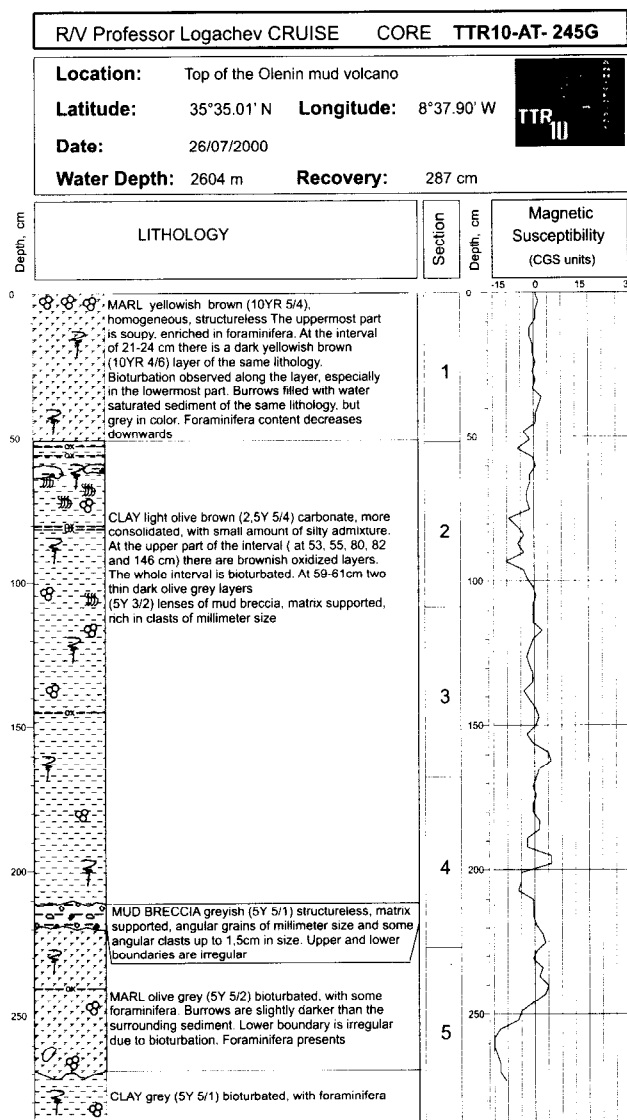 R/V Professor Logachev CRUISE CORE TTR10-AT- 245G
Location: Top of the Olenin mud volcano
Latitude: 35°35.01' N Longitude: 8°37.90' W
TTR 10
Date: 26/07/2000
Water Depth: 2604 m Recovery: 287 cm
Depth, cm
LITHOLOGY
Section
Depth, cm
Magnetic
Susceptibility
(CGS units)
-15 0 15 3
0
MARL yellowish brown (10YR 5/4),
homogeneous, structureless The uppermost part
is soupy, enriched in foraminifera. At the interval
of 21-24 cm there is a dark yellowish brown
(10YR 4/6) layer of the same lithology.
Bioturbation observed along the layer, especially
in the lowermost part. Burrows filled with water
saturated sediment of the same lithology, but
grey in color. Foraminifera content decreases
downwards
50
ox
ox
CLAY light olive brown (2,5Y 5/4) carbonate, more
consolidated, with small amount of silty admixture.
At the upper part of the interval ( at 53, 55, 80, 82
and 146 cm) there are brownish oxidized layers.
The whole interval is bioturbated. At 59-61cm two
thin dark olive grey layers
(5Y 3/2) lenses of mud breccia, matrix supported,
rich in clasts of millimeter size
100
ox
150
200
MUD BRECCIA greyish (5Y 5/1) structureless, matrix
supported, angular grains of millimeter size and some
angular clasts up to 1,5cm in size. Upper and lower
boundaries are irregular
ox
MARL olive grey (5Y 5/2) bioturbated, with some
foraminifera. Burrows are slightly darker than the
surrounding sediment. Lower boundary is irregular
due to bioturbation. Foraminifera presents
250
CLAY grey (5Y 5/1) bioturbated, with foraminifera
1
2
3
4
5
0
50
100
150
200
250